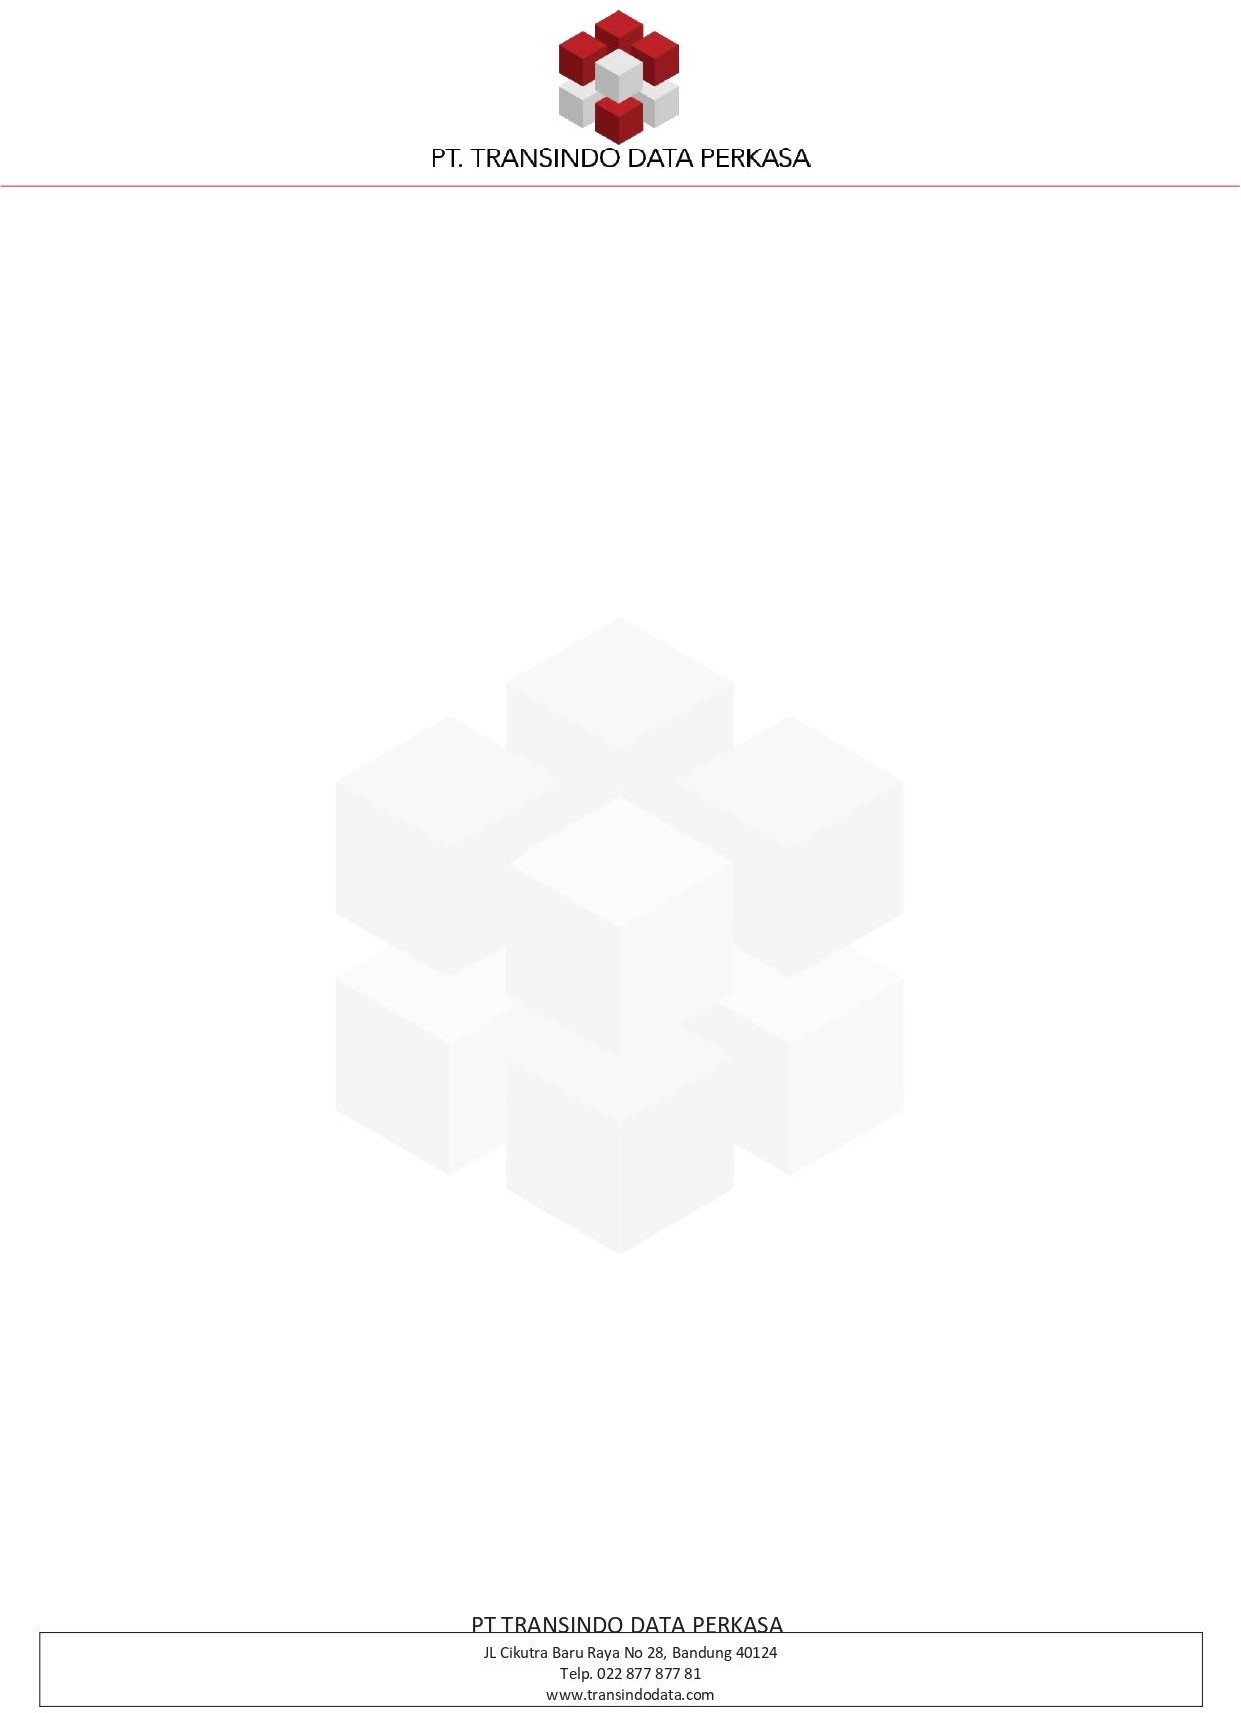 PT. TRANSINDO DATA PERKASA
PT TRANSINDO DATA PERKASA
JL Cikutra Baru Raya No 28, Bandung 40124
Telp. 022 877 877 81
www.transindodata.com